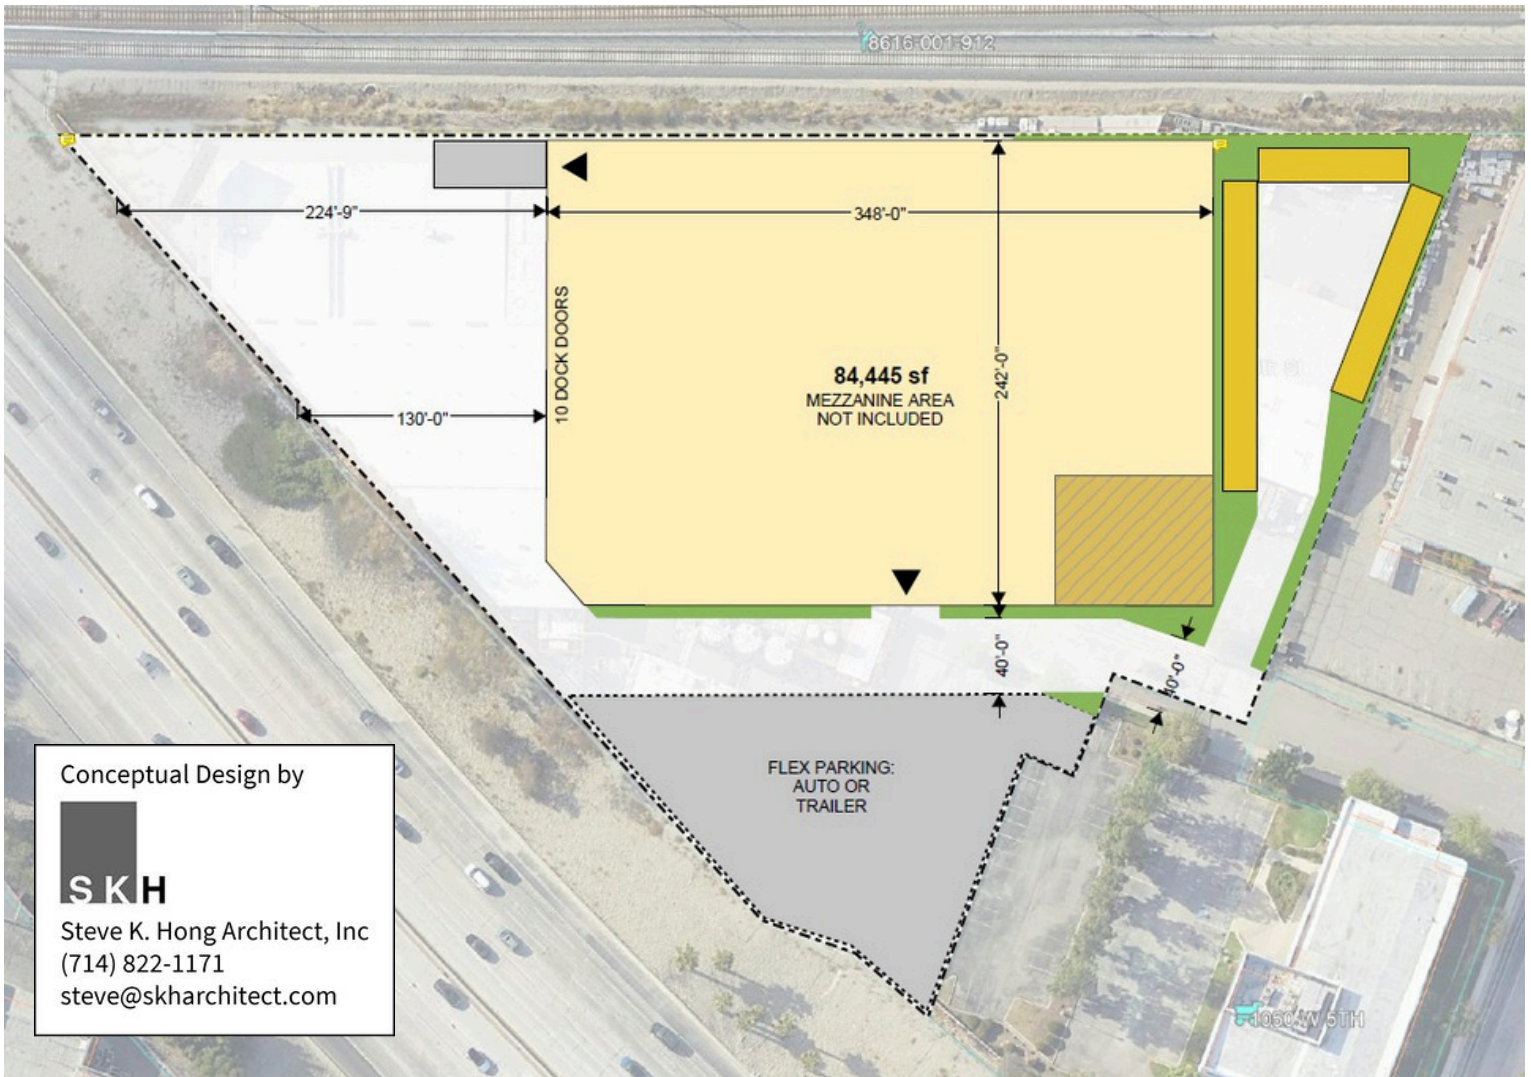 8616-001-912
224'-9"
348'-0"
10 DOCK DOORS
242'-0"
84,445 sf
MEZZANINE AREA
NOT INCLUDED
130'-0"
40'-0"
40'-0"
FLEX PARKING:
AUTO OR
TRAILER
Conceptual Design by
SKH
Steve K. Hong Architect, Inc
(714) 822-1171
steve@skharchitect.com
1050 W 5TH